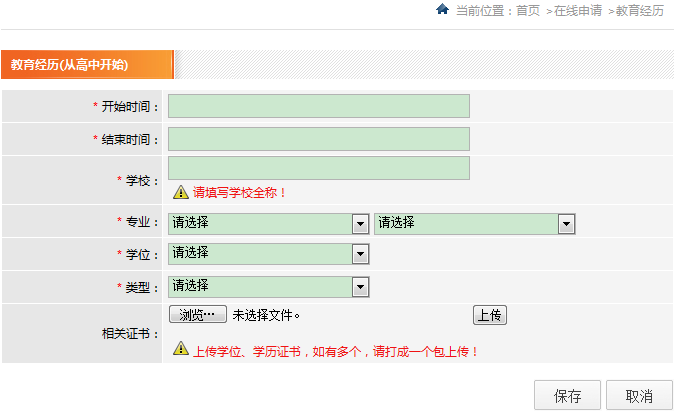 当前位置：首页 >在线申请 >教育经历
教育经历(从高中开始)
* 开始时间：
* 结束时间：
* 学校：
请填写学校全称！
* 专业： 请选择 请选择
* 学位： 请选择
* 类型： 请选择
相关证书： 浏览… 未选择文件。 上传
上传学位、学历证书，如有多个，请打成一个包上传！
保存 取消